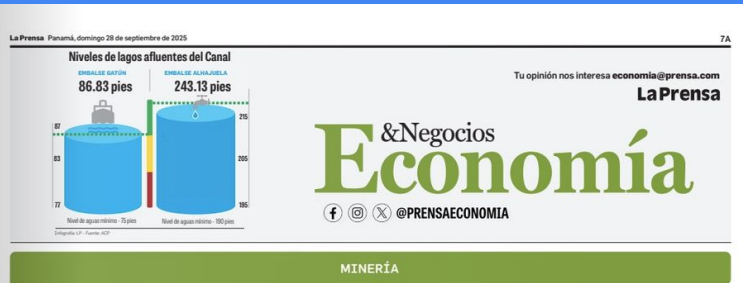 La Prensa Panamá, domingo 28 de septiembre de 2025
7A
Niveles de lagos afluentes del Canal
EMBALSE GATÚN
86.83 pies
EMBALSE ALHAJUELA
243.13 pies
87
83
77
215
205
195
Nivel de aguas mínimo - 75 pies
Nivel de aguas mínimo - 190 pies
Infografía: LP - Fuente: ACP
Tu opinión nos interesa economia@prensa.com
La Prensa
&Negocios
Economía
@PRENSAECONOMIA
MINERÍA